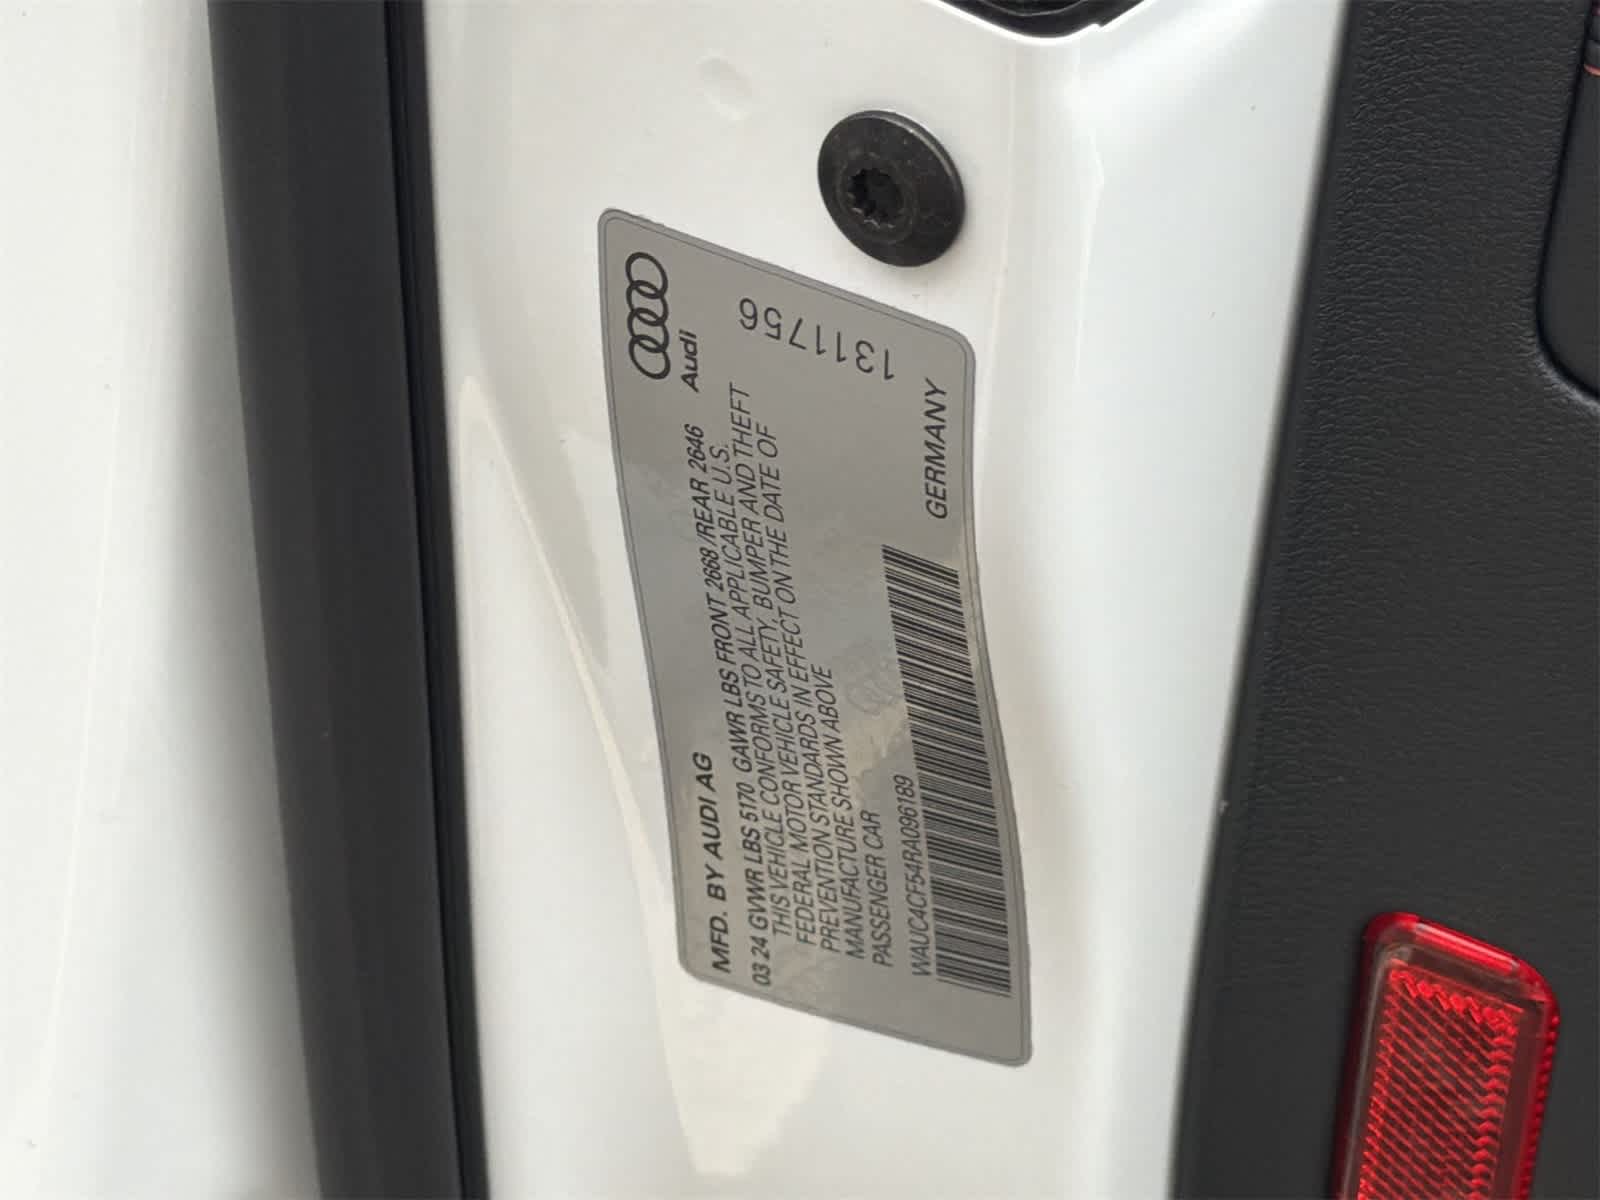 Audi
1311756
MFD. BY AUDI AG
03 24 GVWR LBS 5170 GAWR LBS FRONT 2668 /REAR 2646
THIS VEHICLE CONFORMS TO ALL APPLICABLE U.S.
FEDERAL MOTOR VEHICLE SAFETY, BUMPER AND THEFT
PREVENTION STANDARDS IN EFFECT ON THE DATE OF
MANUFACTURE SHOWN ABOVE
PASSENGER CAR
WAUC4CF54RA096189
GERMANY